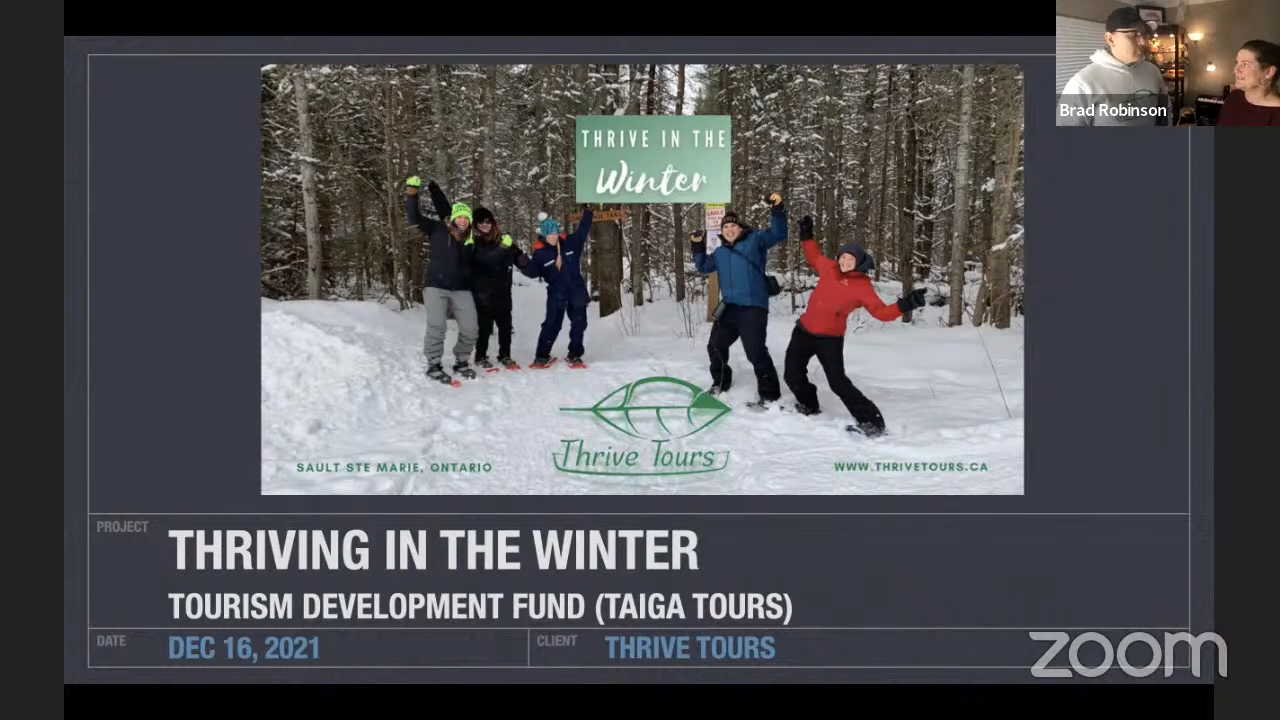 Brad Robinson
THRIVE IN THE
Winter
Thrive Tours
SAULT STE MARIE, ONTARIO
WWW.THRIVETOURS.CA
PROJECT
THRIVING IN THE WINTER
TOURISM DEVELOPMENT FUND (TAIGA TOURS)
DATE
DEC 16, 2021
CLIENT
THRIVE TOURS
zoom